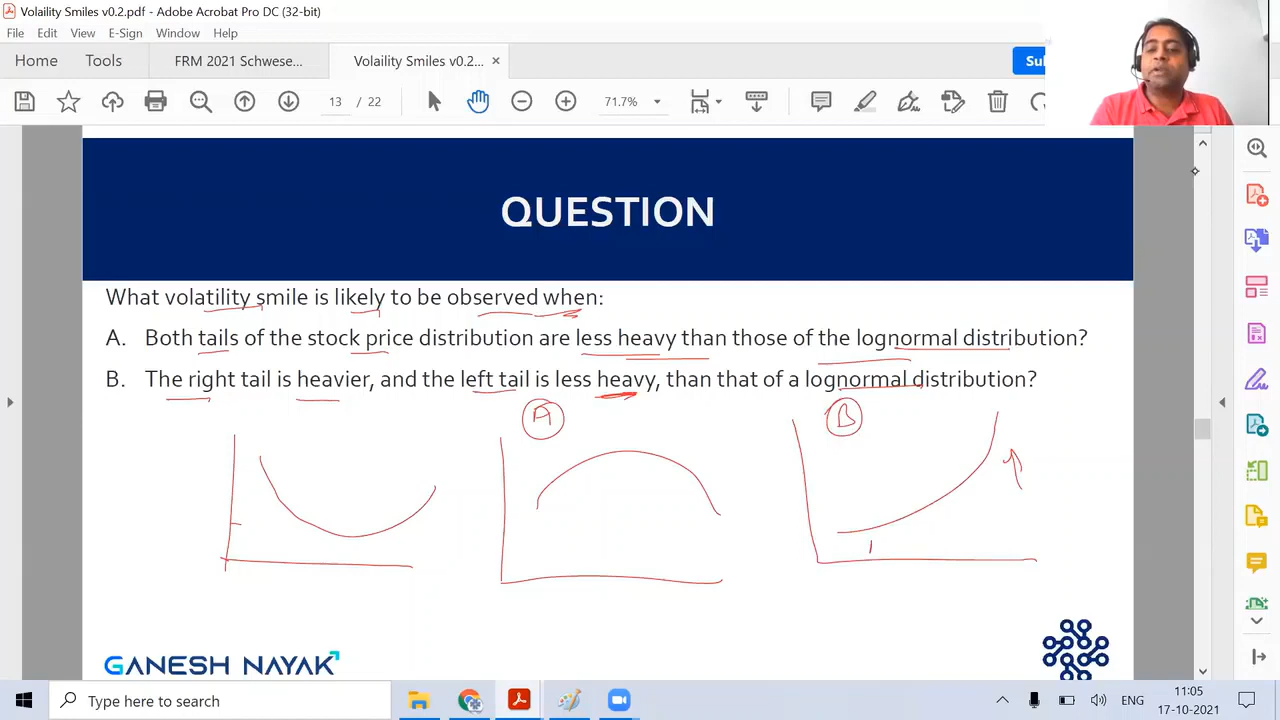 Volaility Smiles v0.2.pdf - Adobe Acrobat Pro DC (32-bit)
File Edit View E-Sign Window Help
Home Tools FRM 2021 Schwese... Volaility Smiles v0.2... × Su
13 / 22 71.7%
QUESTION
What volatility smile is likely to be observed when:
A. Both tails of the stock price distribution are less heavy than those of the lognormal distribution?
B. The right tail is heavier, and the left tail is less heavy, than that of a lognormal distribution?
A B
GANESH NAYAK
Type here to search ENG 11:05
17-10-2021